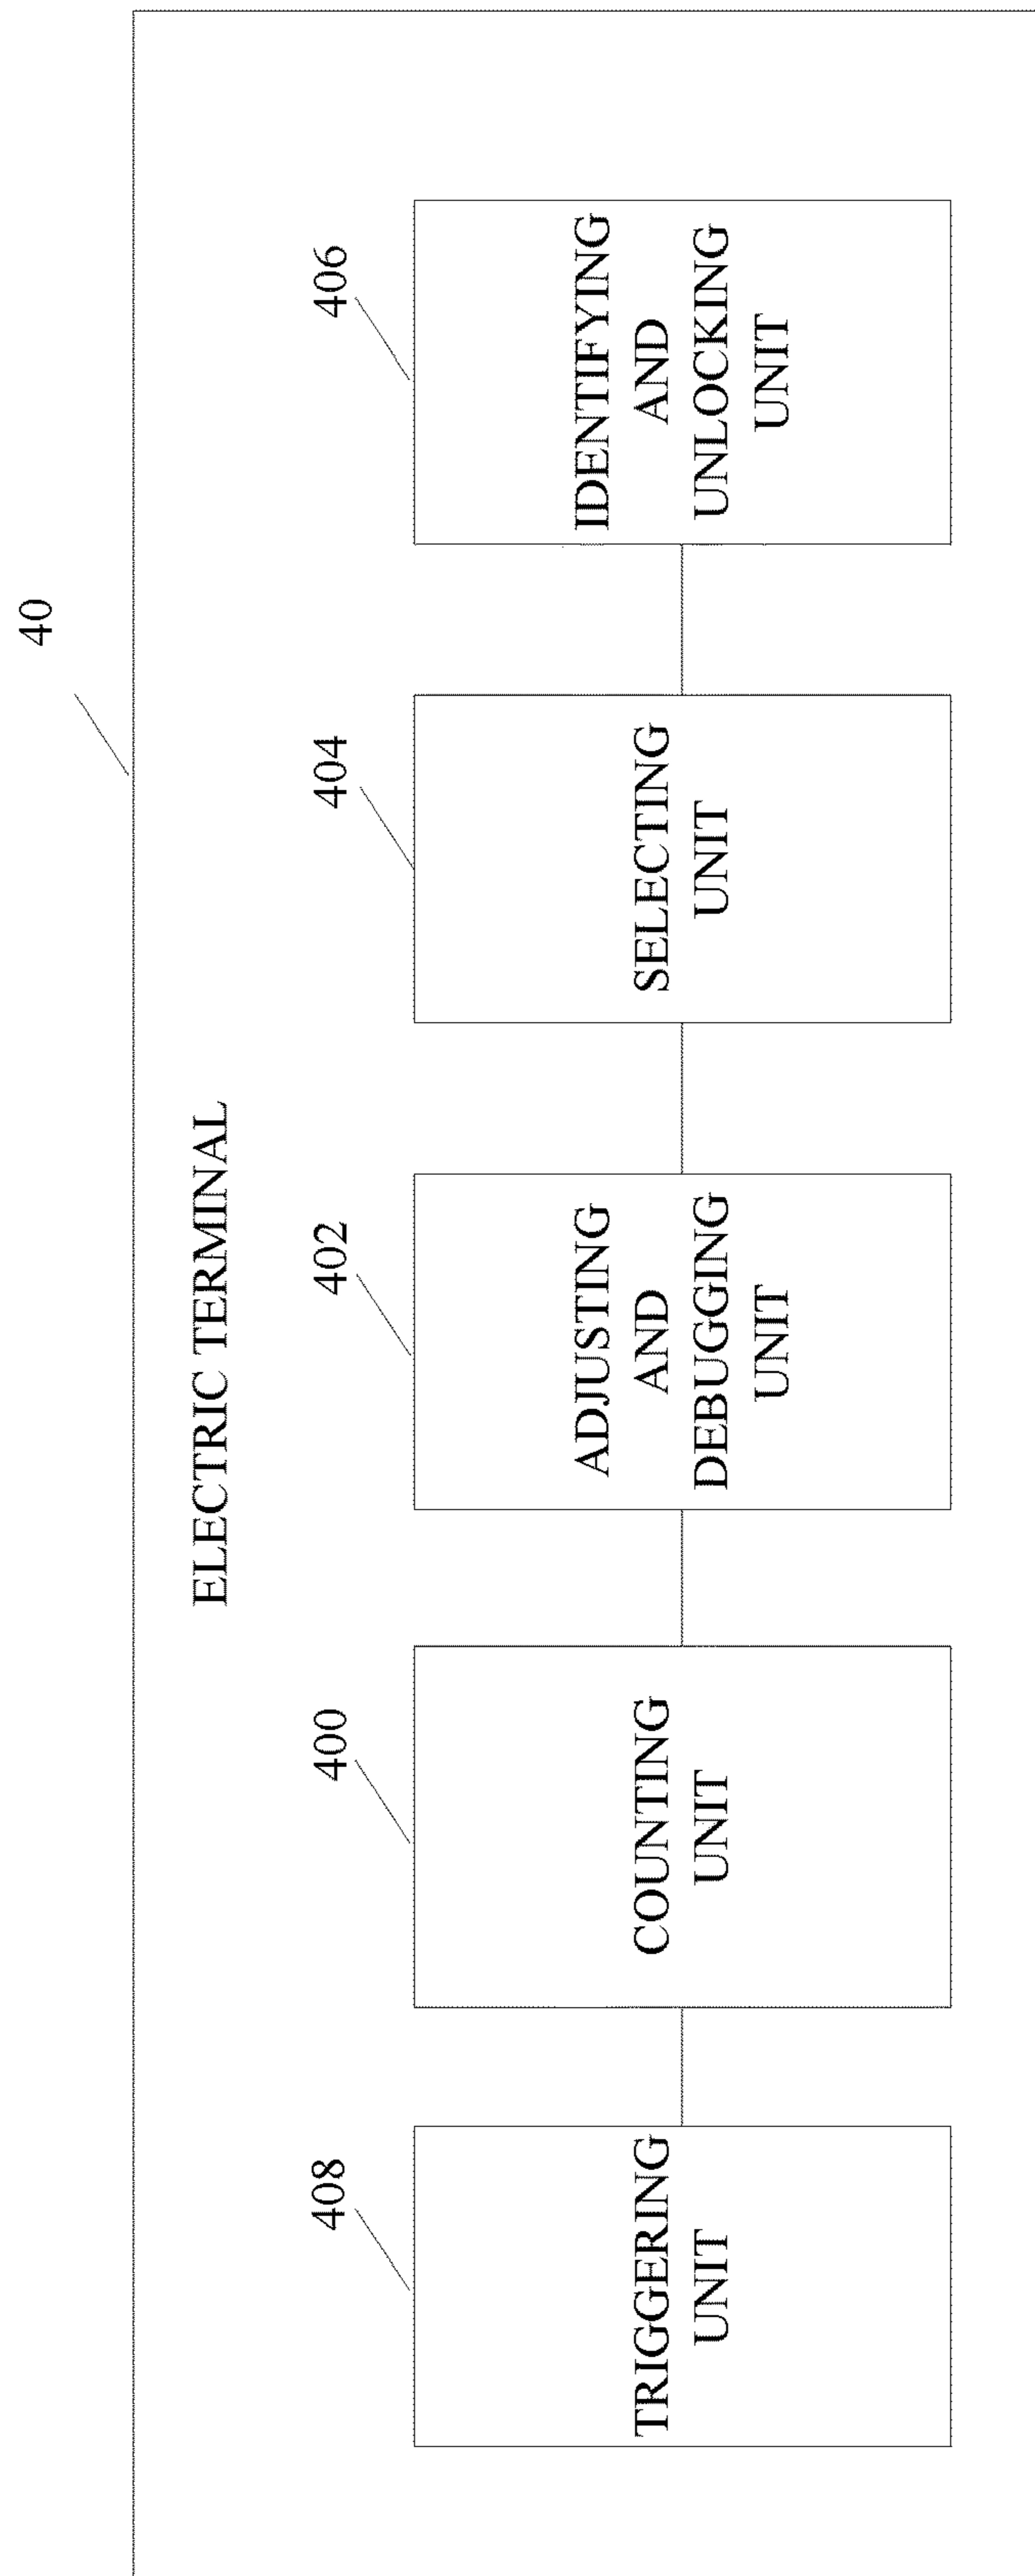 40
ELECTRIC TERMINAL
408
TRIGGERING
UNIT
400
COUNTING
UNIT
402
ADJUSTING
AND
DEBUGGING
UNIT
404
SELECTING
UNIT
406
IDENTIFYING
AND
UNLOCKING
UNIT